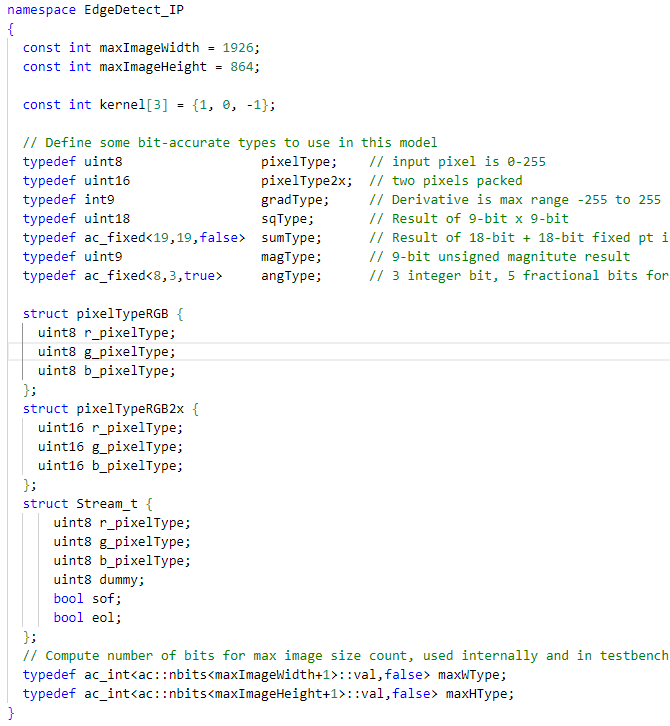 namespace EdgeDetect_IP
{
const int maxImageWidth = 1926;
const int maxImageHeight = 864;
const int kernel[3] = {1, 0, -1};
// Define some bit-accurate types to use in this model
typedef uint8 pixelType; // input pixel is 0-255
typedef uint16 pixelType2x; // two pixels packed
typedef int9 gradType; // Derivative is max range -255 to 255
typedef uint18 sqType; // Result of 9-bit x 9-bit
typedef ac_fixed<19,19,false> sumType; // Result of 18-bit + 18-bit fixed pt i
typedef uint9 magType; // 9-bit unsigned magnitute result
typedef ac_fixed<8,3,true> angType; // 3 integer bit, 5 fractional bits for
struct pixelTypeRGB {
uint8 r_pixelType;
uint8 g_pixelType;
uint8 b_pixelType;
};
struct pixelTypeRGB2x {
uint16 r_pixelType;
uint16 g_pixelType;
uint16 b_pixelType;
};
struct Stream_t {
uint8 r_pixelType;
uint8 g_pixelType;
uint8 b_pixelType;
uint8 dummy;
bool sof;
bool eol;
};
// Compute number of bits for max image size count, used internally and in testbench
typedef ac_int<ac::nbits<maxImageWidth+1>::val,false> maxWType;
typedef ac_int<ac::nbits<maxImageHeight+1>::val,false> maxHType;
}